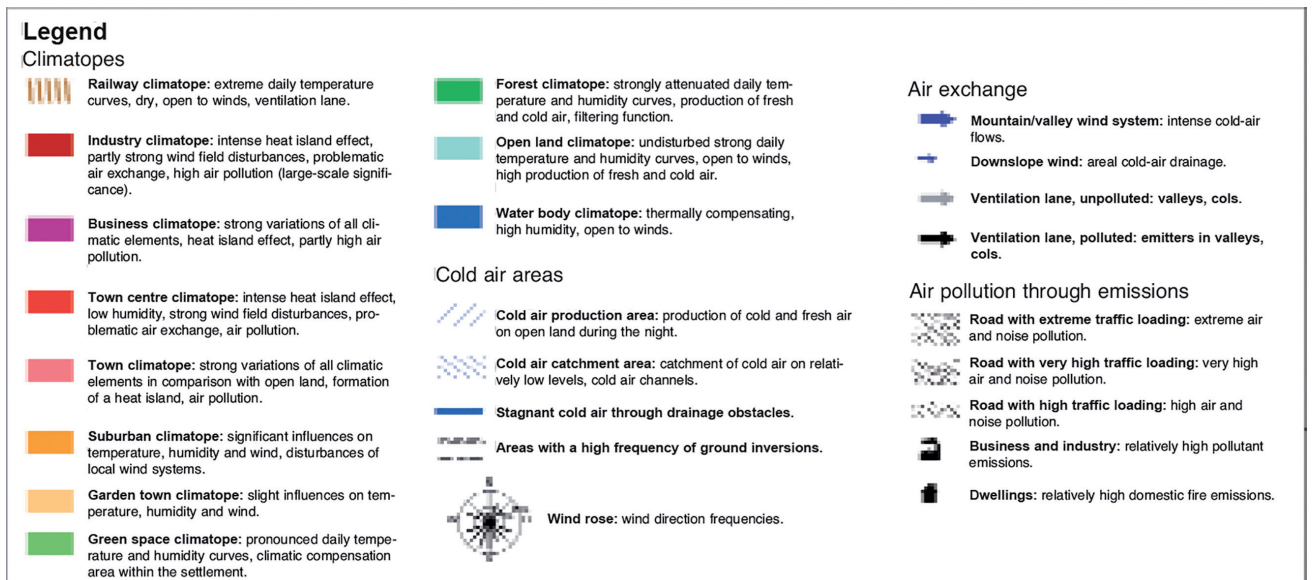 Legend
Climatopes
Railway climatope: extreme daily temperature
curves, dry, open to winds, ventilation lane.
Industry climatope: intense heat island effect,
partly strong wind field disturbances, problematic
air exchange, high air pollution (large-scale signifi-
cance).
Business climatope: strong variations of all cli-
matic elements, heat island effect, partly high air
pollution.
Town centre climatope: intense heat island effect,
low humidity, strong wind field disturbances, pro-
blematic air exchange, air pollution.
Town climatope: strong variations of all climatic
elements in comparison with open land, formation
of a heat island, air pollution.
Suburban climatope: significant influences on
temperature, humidity and wind, disturbances of
local wind systems.
Garden town climatope: slight influences on tem-
perature, humidity and wind.
Green space climatope: pronounced daily tempe-
rature and humidity curves, climatic compensation
area within the settlement.
Forest climatope: strongly attenuated daily tem-
perature and humidity curves, production of fresh
and cold air, filtering function.
Open land climatope: undisturbed strong daily
temperature and humidity curves, open to winds,
high production of fresh and cold air.
Water body climatope: thermally compensating,
high humidity, open to winds.
Cold air areas
Cold air production area: production of cold and fresh air
on open land during the night.
Cold air catchment area: catchment of cold air on relati-
vely low levels, cold air channels.
Stagnant cold air through drainage obstacles.
Areas with a high frequency of ground inversions.
Wind rose: wind direction frequencies.
Air exchange
Mountain/valley wind system: intense cold-air
flows.
Downslope wind: areal cold-air drainage.
Ventilation lane, unpolluted: valleys, cols.
Ventilation lane, polluted: emitters in valleys,
cols.
Air pollution through emissions
Road with extreme traffic loading: extreme air
and noise pollution.
Road with very high traffic loading: very high
air and noise pollution.
Road with high traffic loading: high air and
noise pollution.
Business and industry: relatively high pollutant
emissions.
Dwellings: relatively high domestic fire emissions.